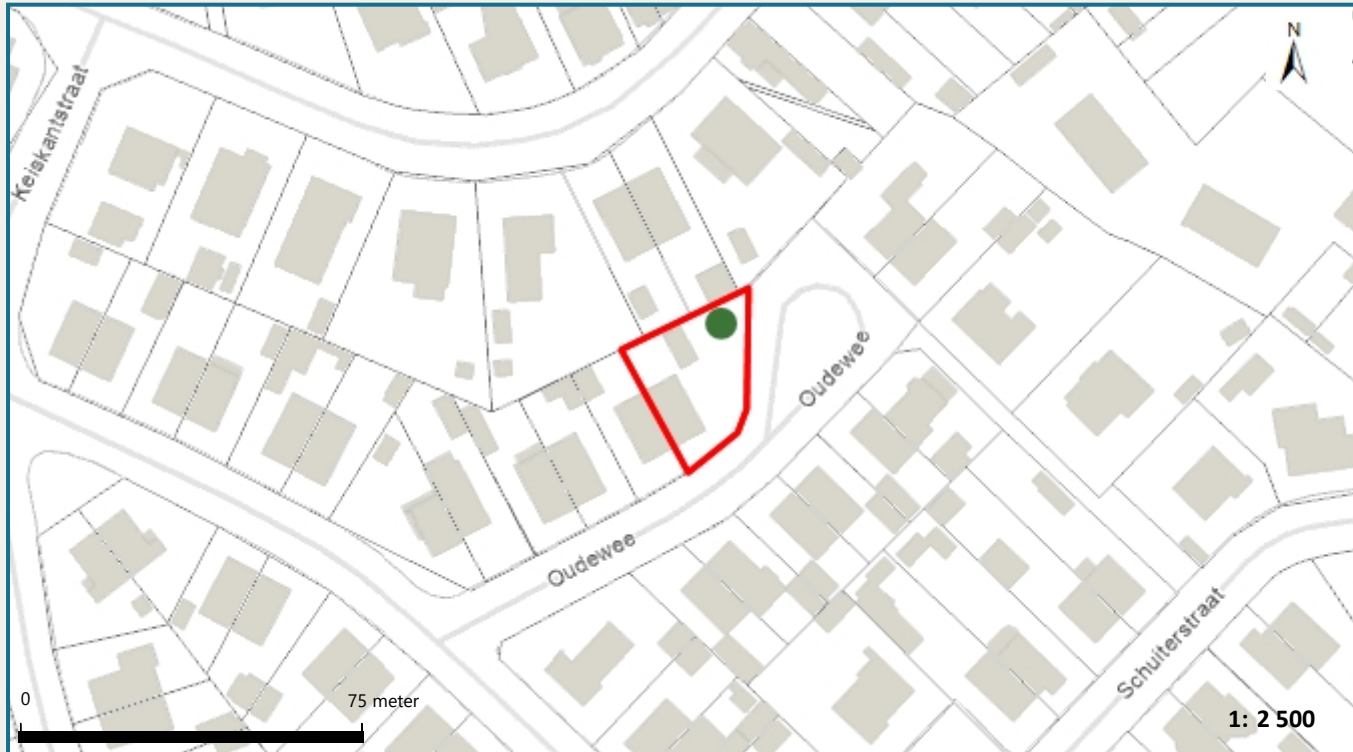 N
Keiskantstraat
Oudewee
Oudewee
Schuiterstraat
0 75 meter
1: 2 500